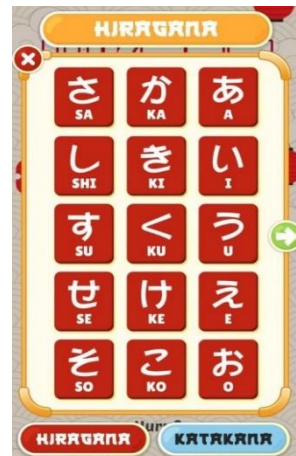 HIRAGANA
さ か あ
SA KA A
し き い
SHI KI I
す く う
SU KU U
せ け え
SE KE E
そ こ お
SO KO O
HIRAGANA KATAKANA